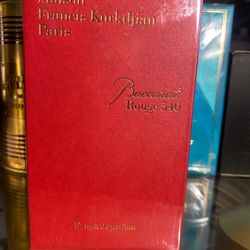 Maison
Francis Kurkdjian
Paris
Baccarat
Rouge 540
Extrait de parfum